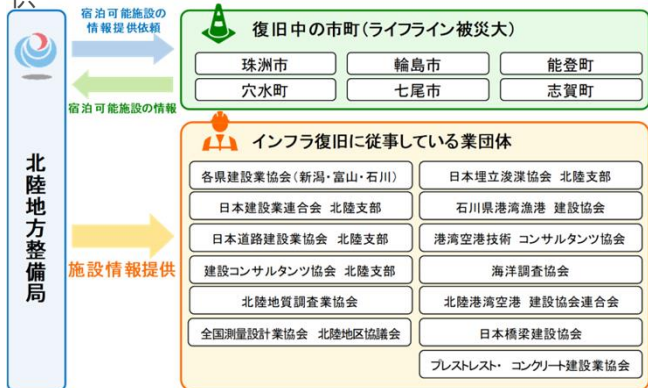 供
宿泊可能施設の
情報提供依頼
宿泊可能施設の情報
北陸地方整備局
施設情報提供
復旧中の市町(ライフライン被災大)
珠洲市
輪島市
能登町
穴水町
七尾市
志賀町
インフラ復旧に従事している業団体
各県建設業協会(新潟・富山・石川)
日本埋立浚渫協会 北陸支部
日本建設業連合会 北陸支部
石川県港湾漁港 建設協会
日本道路建設業協会 北陸支部
港湾空港技術 コンサルタンツ協会
建設コンサルタンツ協会 北陸支部
海洋調査協会
北陸地質調査業協会
北陸港湾空港 建設協会連合会
全国測量設計業協会 北陸地区協議会
日本橋梁建設協会
プレストレスト・ コンクリート建設業協会